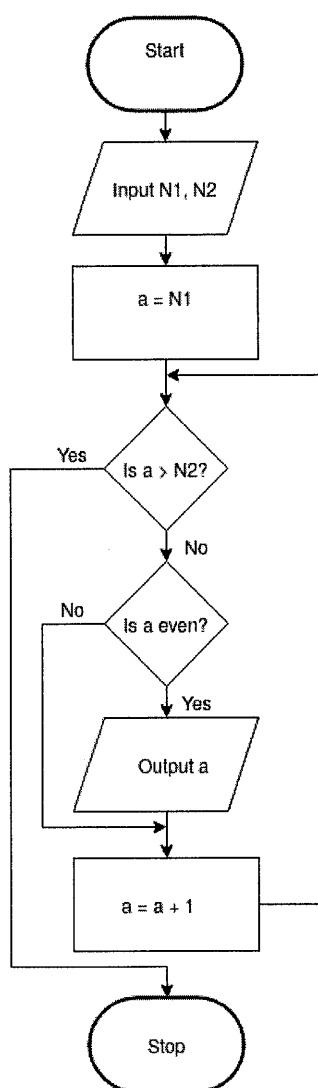 Start
Input N1, N2
a = N1
Is a > N2?
Yes
No
Is a even?
No
Yes
Output a
a = a + 1
Stop